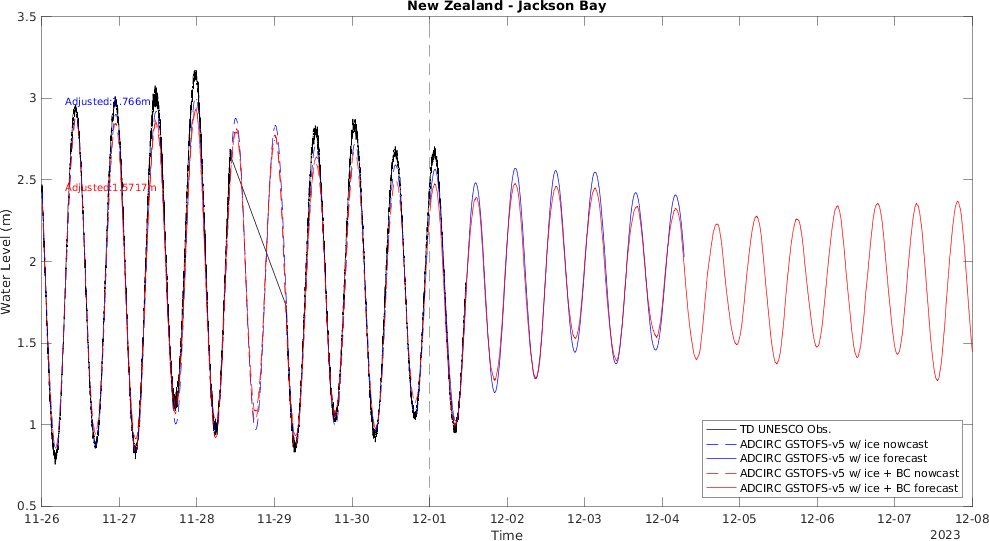 New Zealand - Jackson Bay
3.5
3
2.5
2
1.5
1
0.5
Water Level (m)
Adjusted:1.5717m
11-26
11-27
11-28
11-29
11-30
12-01
12-02
12-03
12-04
12-05
12-06
12-07
12-08
Time
2023
TD UNESCO Obs.
ADCIRC GSTOFS-v5 w/ ice nowcast
ADCIRC GSTOFS-v5 w/ ice forecast
ADCIRC GSTOFS-v5 w/ ice + BC nowcast
ADCIRC GSTOFS-v5 w/ ice + BC forecast